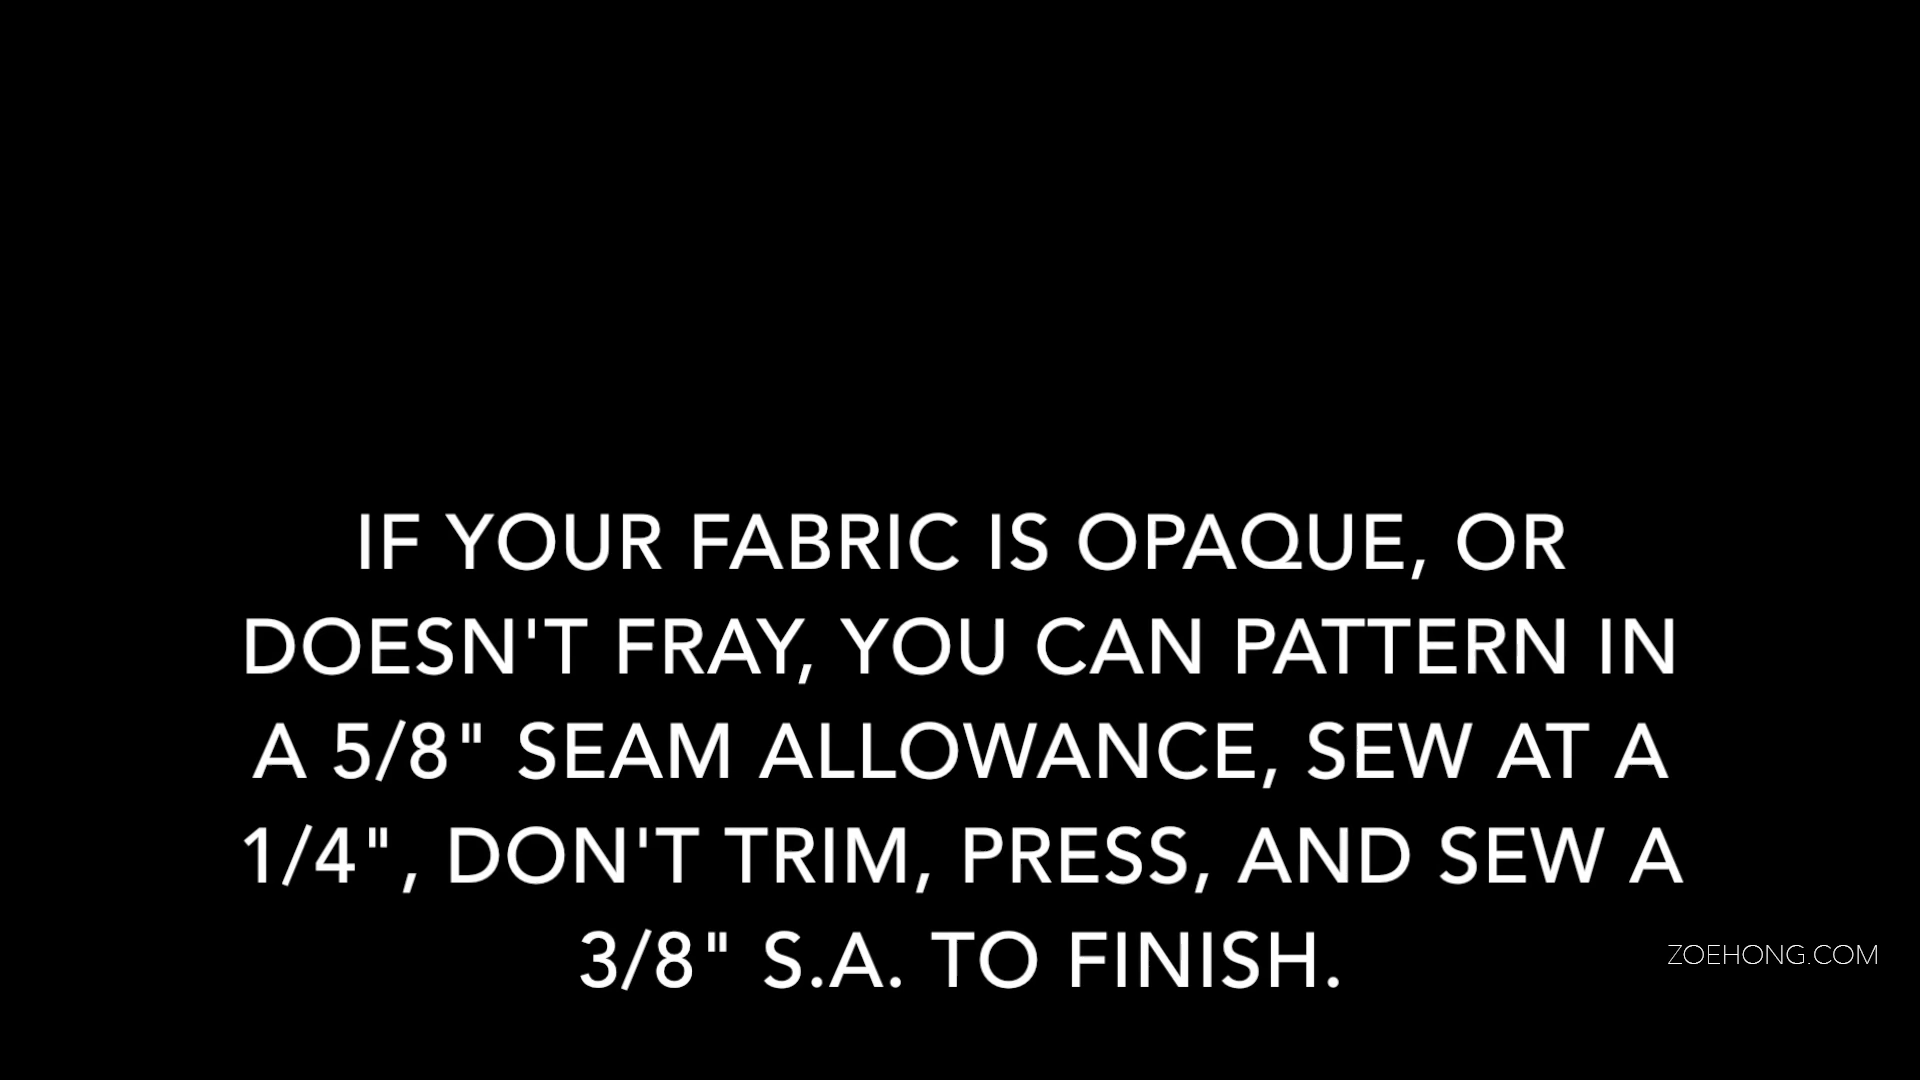 IF YOUR FABRIC IS OPAQUE, OR
DOESN'T FRAY, YOU CAN PATTERN IN
A 5/8" SEAM ALLOWANCE, SEW AT A
1/4", DON'T TRIM, PRESS, AND SEW A
3/8" S.A. TO FINISH.
ZOEHONG.COM